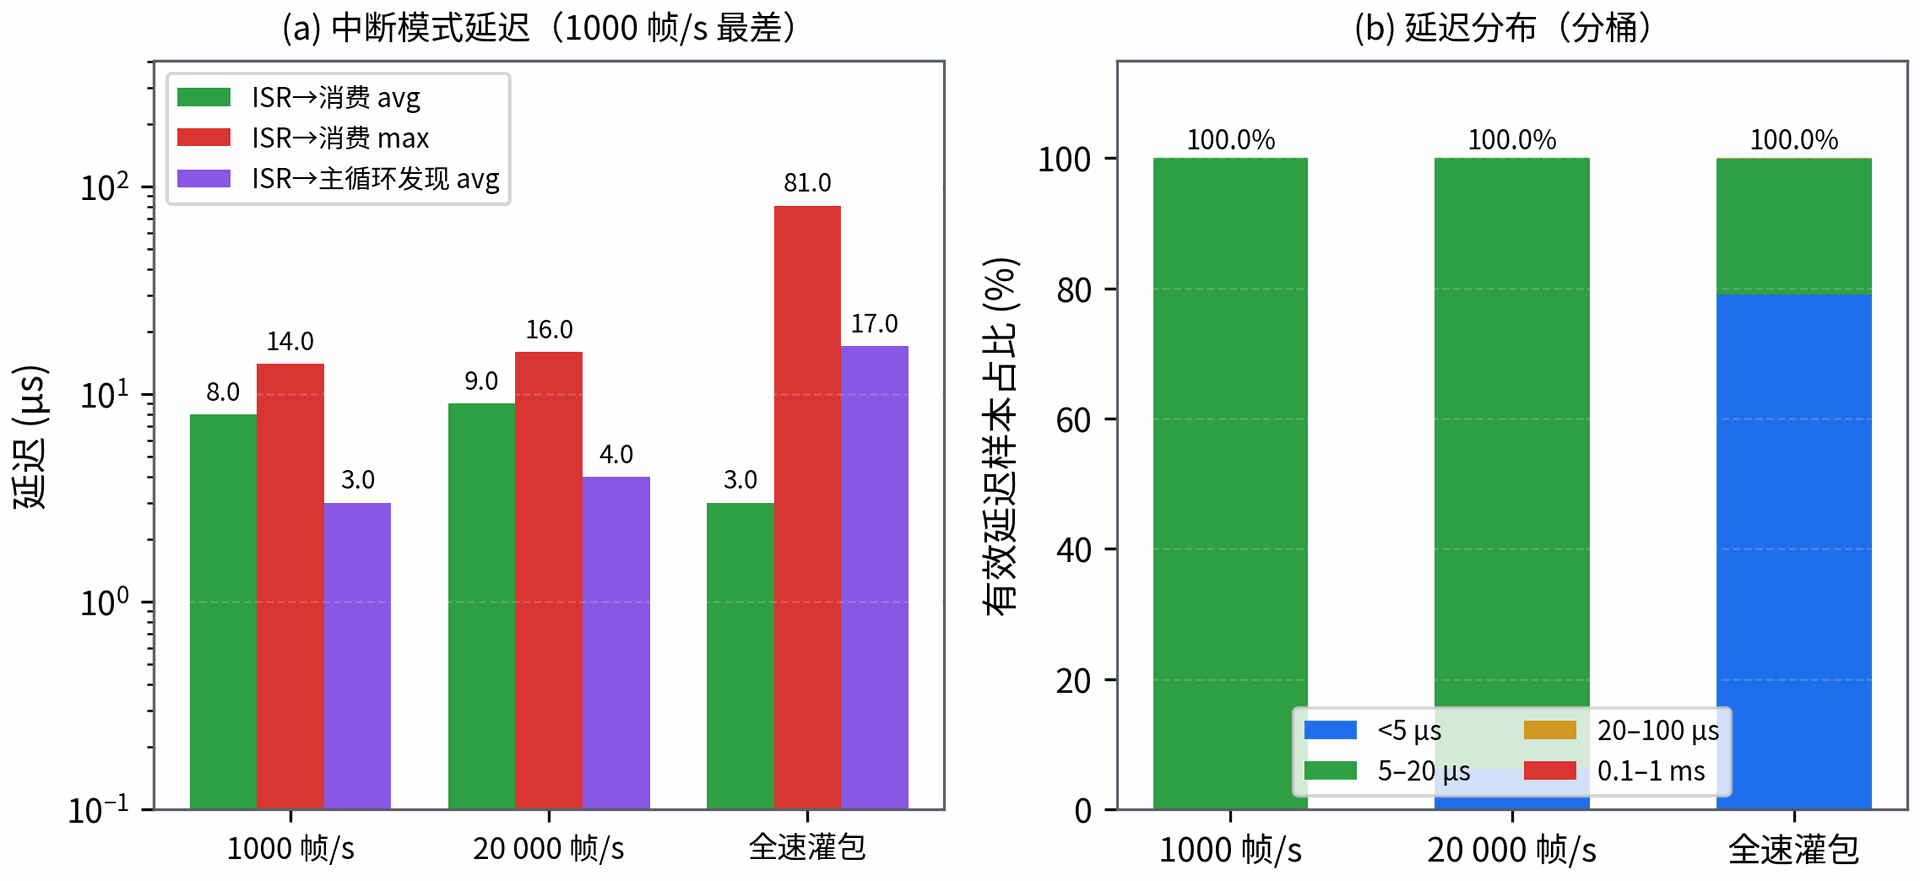 (a) 中断模式延迟（1000 帧/s 最差）
ISR→消费 avg
ISR→消费 max
ISR→主循环发现 avg
延迟 (μs)
10²
10¹
10⁰
10⁻¹
8.0
14.0
3.0
9.0
16.0
4.0
3.0
81.0
17.0
1000 帧/s
20 000 帧/s
全速灌包
(b) 延迟分布（分桶）
有效延迟样本占比 (%)
100
80
60
40
20
0
100.0%
100.0%
100.0%
<5 μs
5–20 μs
20–100 μs
0.1–1 ms
1000 帧/s
20 000 帧/s
全速灌包